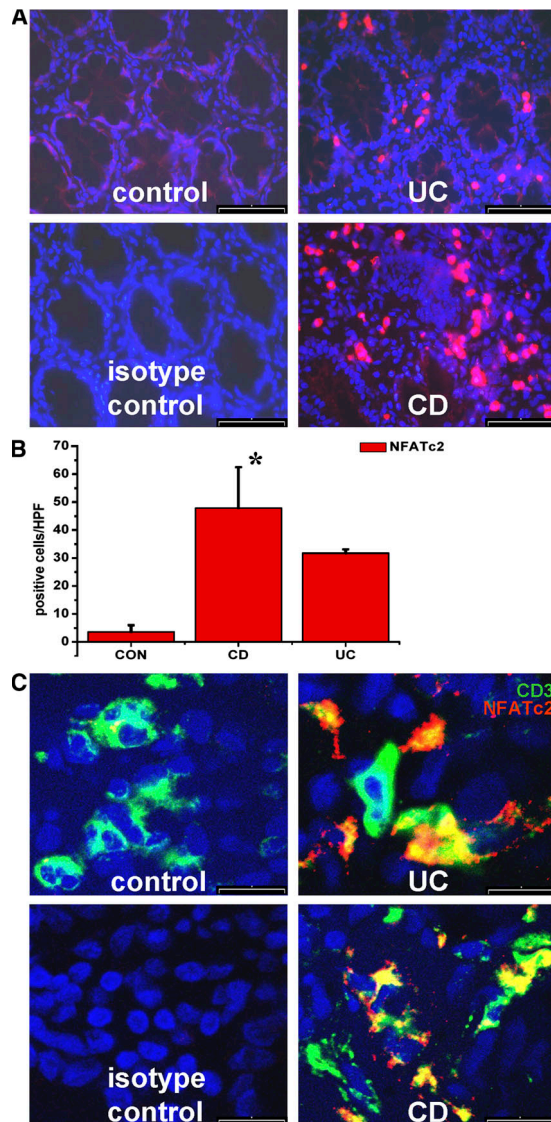 A
control
UC
isotype
control
CD
B
70
60
50
40
30
20
10
0
positive cells/HPF
NFATc2
*
CON
CD
UC
C
CD3
NFATc2
control
UC
isotype
control
CD